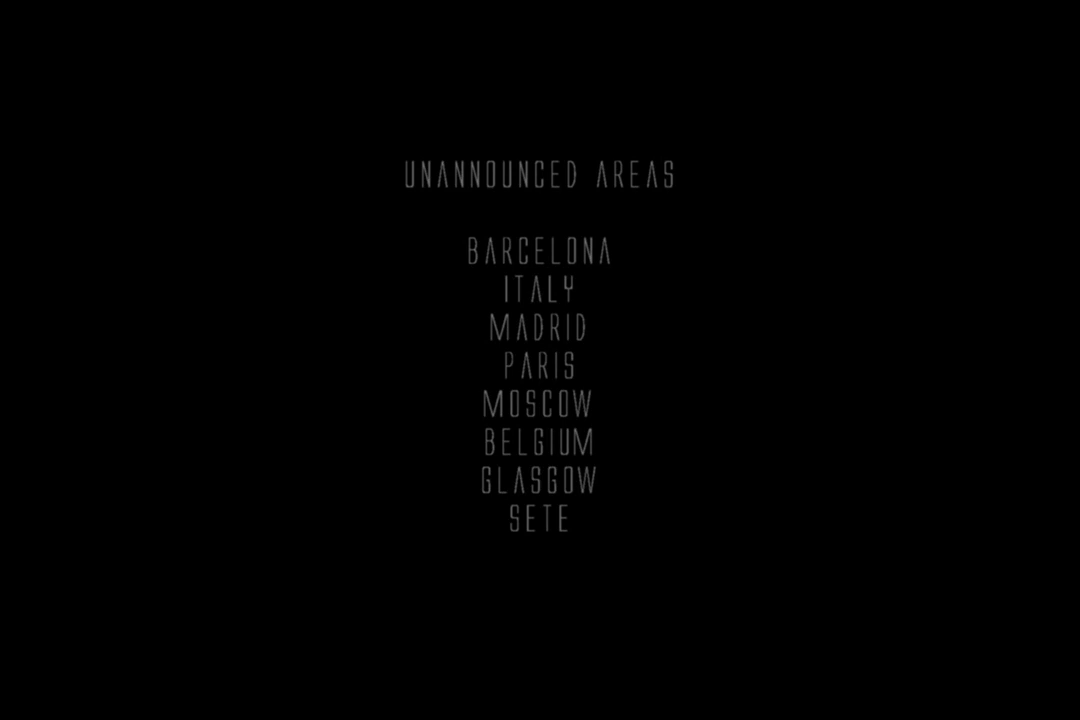 UNANNOUNCED AREAS
BARCELONA
ITALY
MADRID
PARIS
MOSCOW
BELGIUM
GLASGOW
SETE